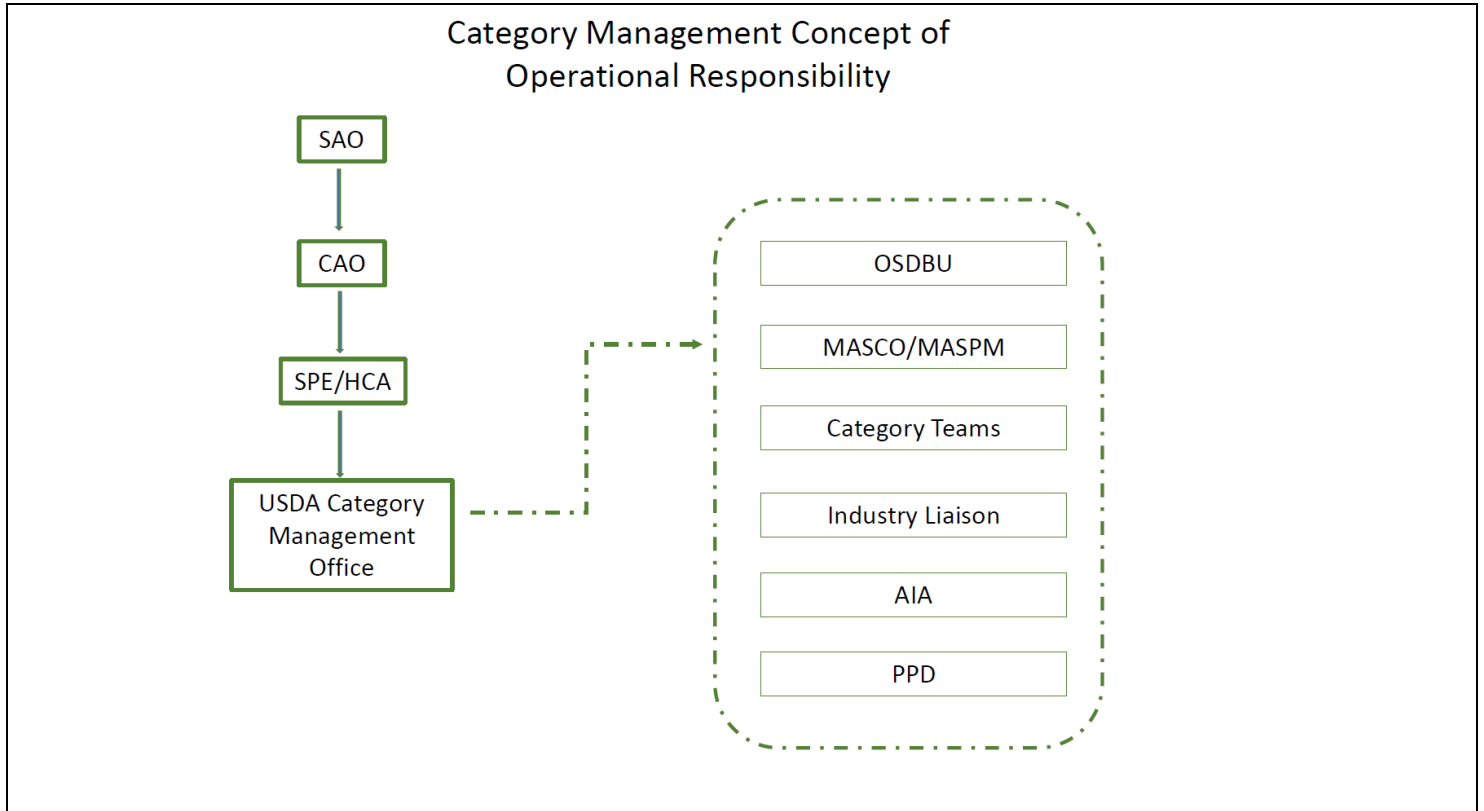 Category Management Concept of
Operational Responsibility
SAO
CAO
SPE/HCA
USDA Category
Management
Office
OSDBU
MASCO/MASPM
Category Teams
Industry Liaison
AIA
PPD